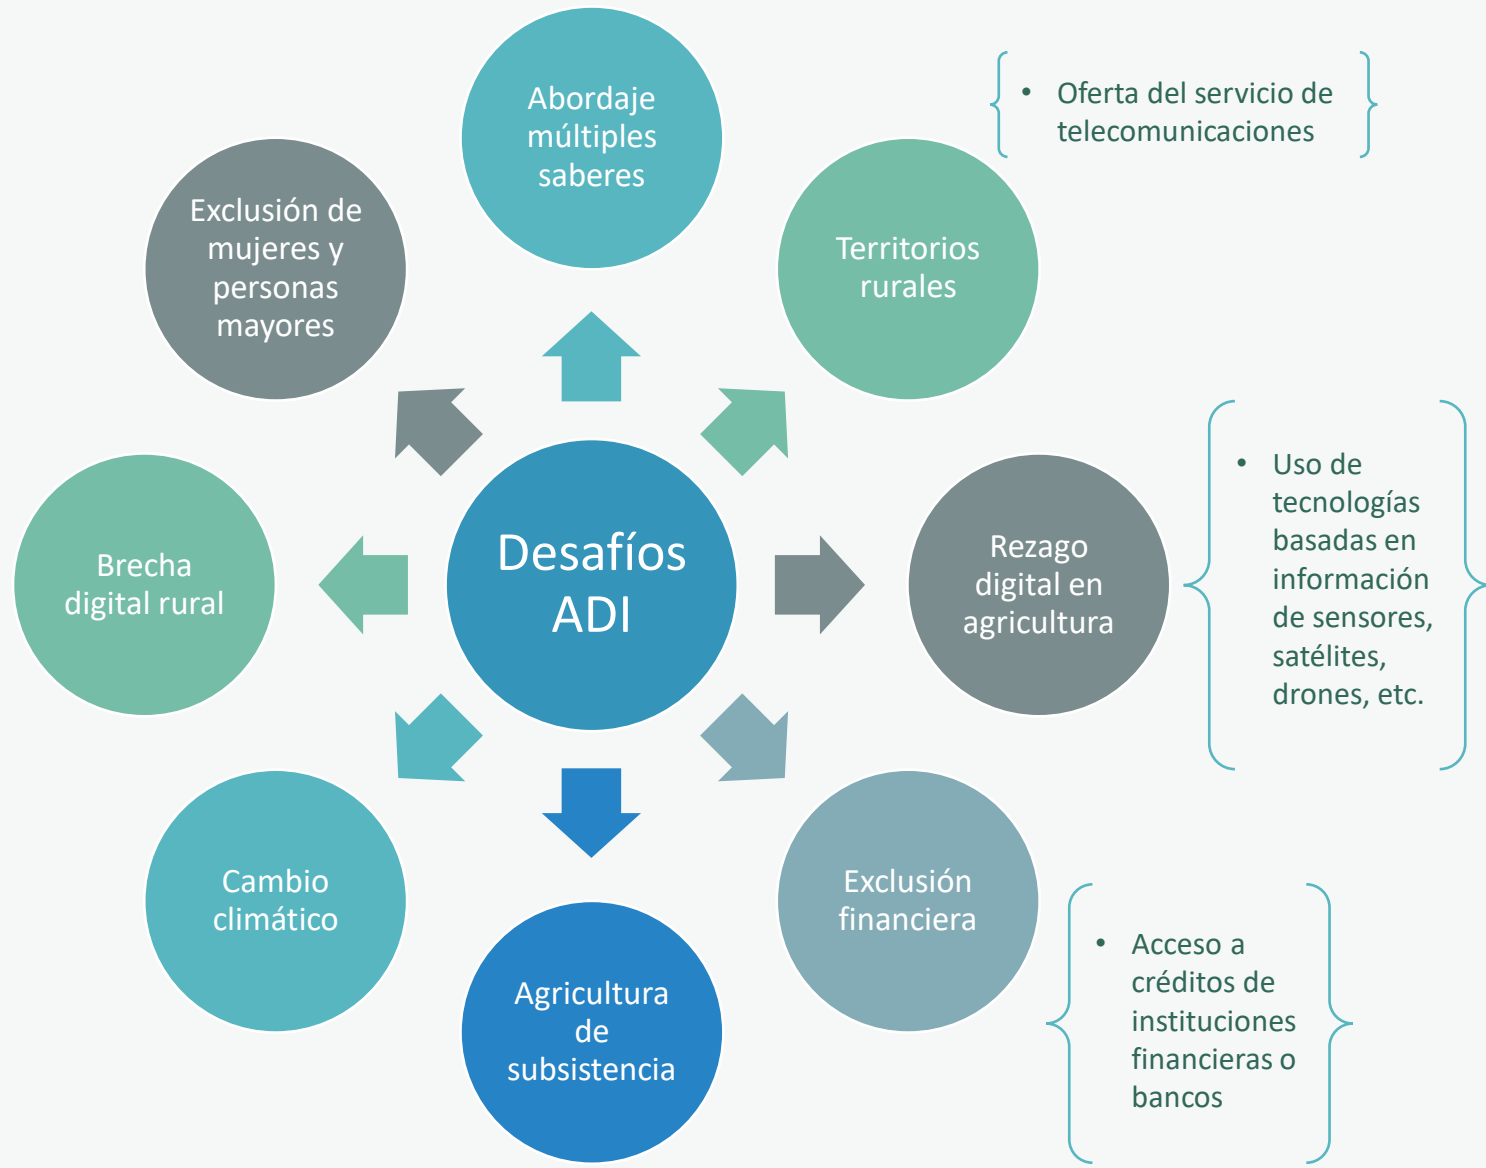 Abordaje
múltiples
saberes
• Oferta del servicio de
telecomunicaciones
Territorios
rurales
Exclusión de
mujeres y
personas
mayores
Desafíos
ADI
Rezago
digital en
agricultura
• Uso de
tecnologías
basadas en
información
de sensores,
satélites,
drones, etc.
Brecha
digital rural
Exclusión
financiera
• Acceso a
créditos de
instituciones
financieras o
bancos
Agricultura
de
subsistencia
Cambio
climático